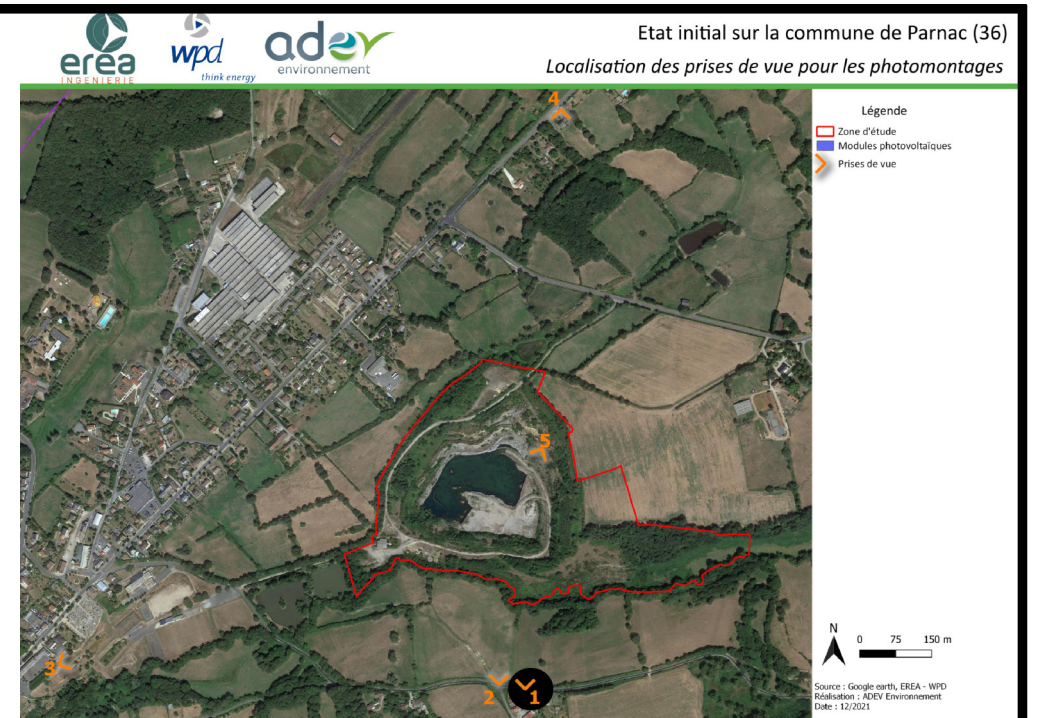 erea
INGENIERIE
wpd
think energy
adev
environnement
Etat initial sur la commune de Parnac (36)
Localisation des prises de vue pour les photomontages
Légende
Zone d'étude
Modules photovoltaïques
Prises de vue
4
5
3
2
1
N
0 75 150 m
Source : Google earth, EREA - WPD
Réalisation : ADEV Environnement
Date : 12/2021